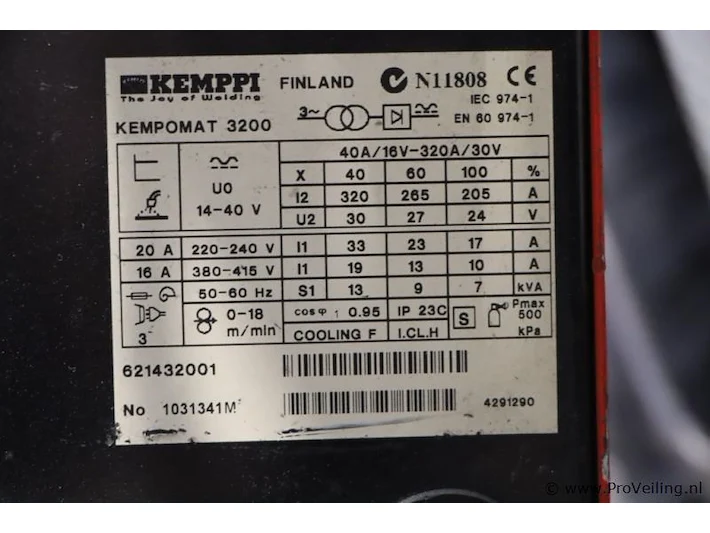 KEMPPI
The Joy of Welding
FINLAND
N11808 CE
IEC 974-1
EN 60 974-1
3~
KEMPOMAT 3200
U0
14-40 V
40A/16V-320A/30V
X 40 60 100 %
I2 320 265 205 A
U2 30 27 24 V
20 A 220-240 V I1 33 23 17 A
16 A 380-415 V I1 19 13 10 A
50-60 Hz S1 13 9 7 kVA
3
0-18 m/min
cos φ 1 0.95 IP 23C
COOLING F I.CL.H
S
Pmax
500
kPa
621432001
No 1031341M
4291290
© www.ProVeiling.nl